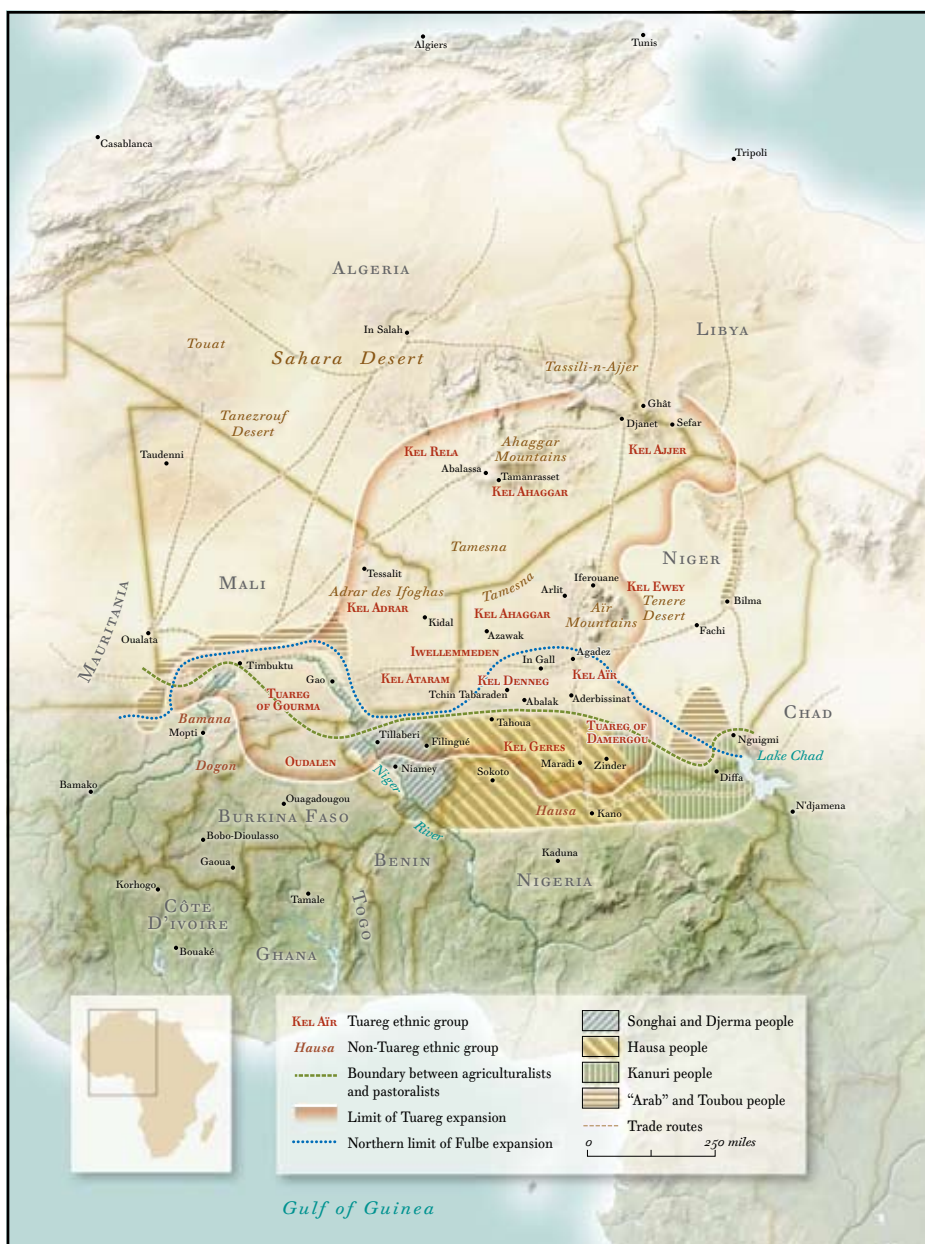 Algiers
Tunis
Casablanca
Tripoli
ALGERIA
In Salah
LIBYA
Touat
Sahara Desert
Tassili-n-Ajjer
Tanezrouf
Desert
Ghât
Djanet
Sefar
Taudenni
KEL RELA
Ahaggar
Mountains
KEL AJJER
Abalassa
Tamanrasset
KEL AHAGGAR
Tamesna
NIGER
Tessalit
MALI
Adrar des Ifoghas
KEL ADRAR
Tamesna
Iferouane
Arlit
KEL EWEY
Tenere
Desert
Aïr
Mountains
Bilma
MAURITANIA
Kidal
KEL AHAGGAR
Azawak
Fachi
Oualata
IWELLEMMEDEN
Timbuktu
Agadez
In Gall
Gao
KEL ATARAM
KEL DENNEG
KEL AÏR
Tchin Tabaraden
Abalak
Aderbissinat
TUAREG
OF GOURMA
CHAD
Bamana
Mopti
Tahoua
TUAREG OF
DAMERGOU
Nguigmi
Tillaberi
Filingué
KEL GERES
Lake Chad
Dogon
OUDALEN
Niamey
Maradi
Zinder
Sokoto
Diffa
Bamako
Niger
River
Ouagadougou
BURKINA FASO
Hausa
Kano
N'djamena
Bobo-Dioulasso
Gaoua
BENIN
Kaduna
NIGERIA
Korhogo
CÔTE
D'IVOIRE
Tamale
TOGO
Bouaké
GHANA
KEL AÏR Tuareg ethnic group
Hausa Non-Tuareg ethnic group
Boundary between agriculturalists
and pastoralists
Limit of Tuareg expansion
Northern limit of Fulbe expansion
Songhai and Djerma people
Hausa people
Kanuri people
"Arab" and Toubou people
Trade routes
0 250 miles
Gulf of Guinea